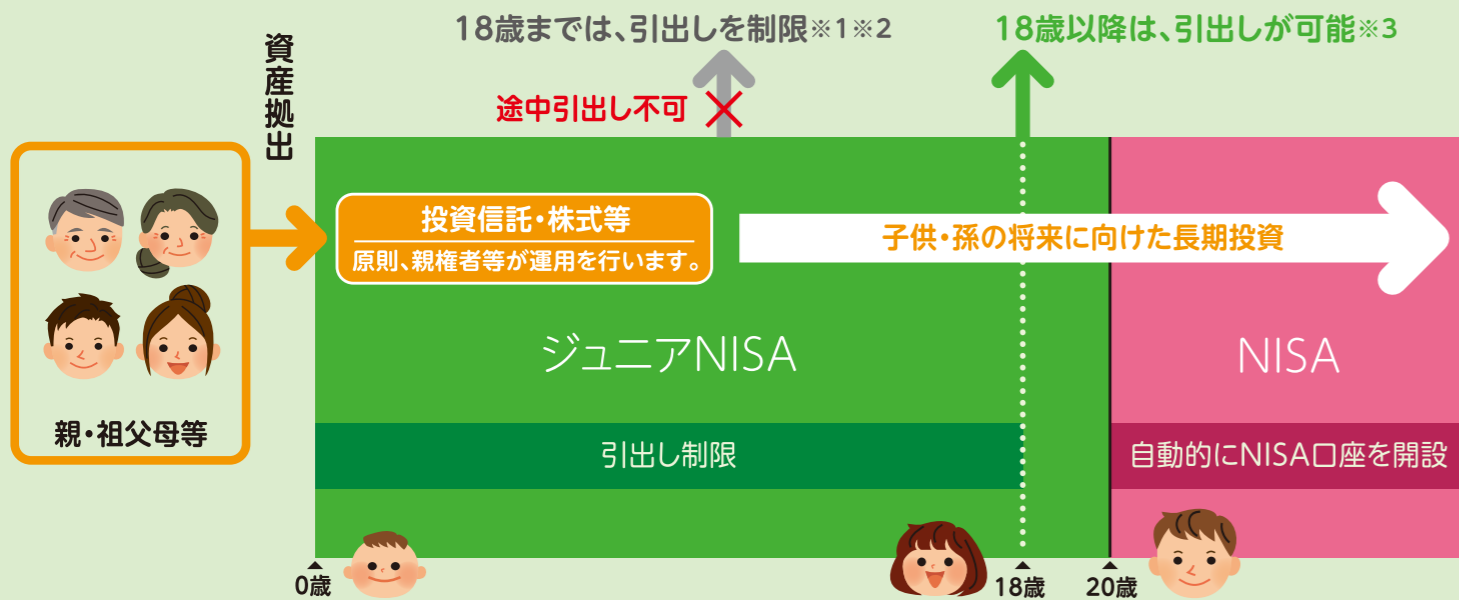 18歳までは、引出しを制限※1※2
18歳以降は、引出しが可能※3
資産拠出
途中引出し不可
投資信託・株式等
原則、親権者等が運用を行います。
子供・孫の将来に向けた長期投資
ジュニアNISA
NISA
親・祖父母等
引出し制限
自動的にNISA口座を開設
0歳
18歳
20歳